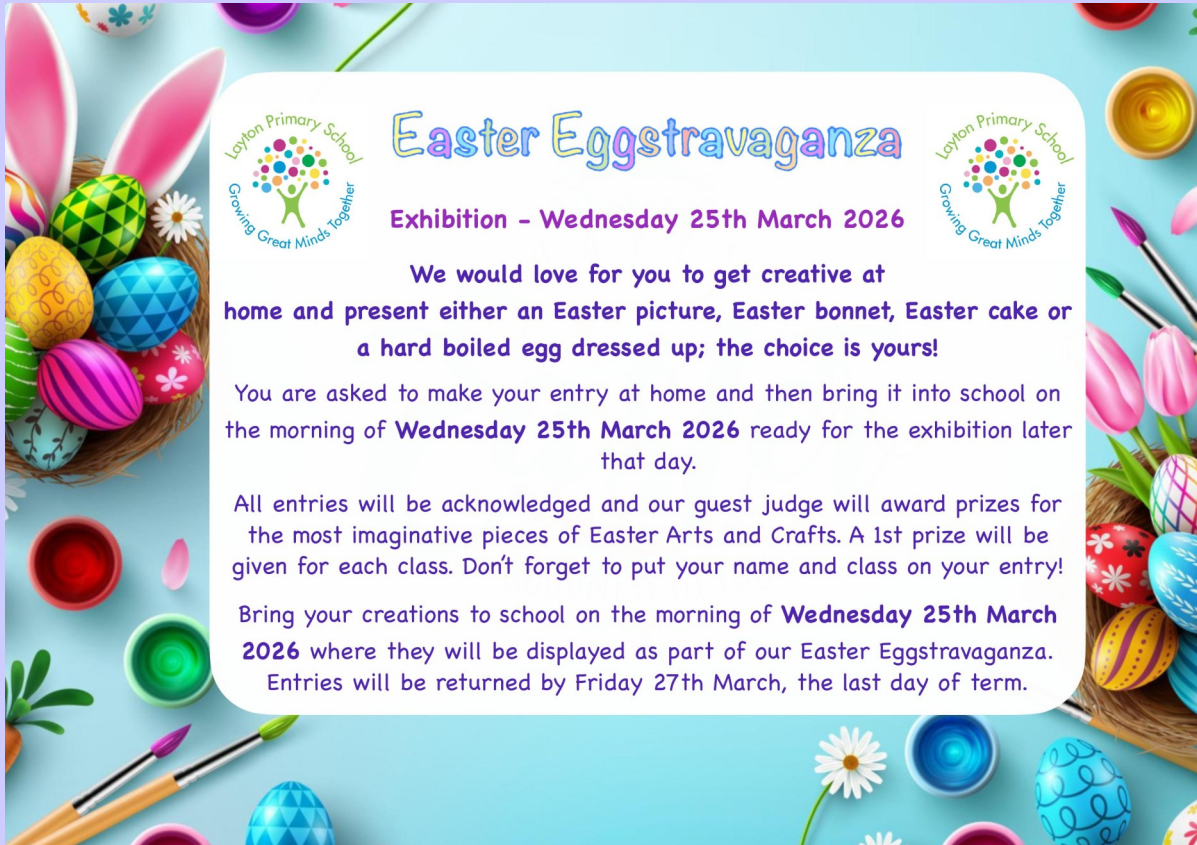 Layton Primary School
Growing Great Minds Together
Easter Eggstravaganza
Layton Primary School
Growing Great Minds Together
Exhibition - Wednesday 25th March 2026
We would love for you to get creative at
home and present either an Easter picture, Easter bonnet, Easter cake or
a hard boiled egg dressed up; the choice is yours!
You are asked to make your entry at home and then bring it into school on
the morning of Wednesday 25th March 2026 ready for the exhibition later
that day.
All entries will be acknowledged and our guest judge will award prizes for
the most imaginative pieces of Easter Arts and Crafts. A 1st prize will be
given for each class. Don't forget to put your name and class on your entry!
Bring your creations to school on the morning of Wednesday 25th March
2026 where they will be displayed as part of our Easter Eggstravaganza.
Entries will be returned by Friday 27th March, the last day of term.